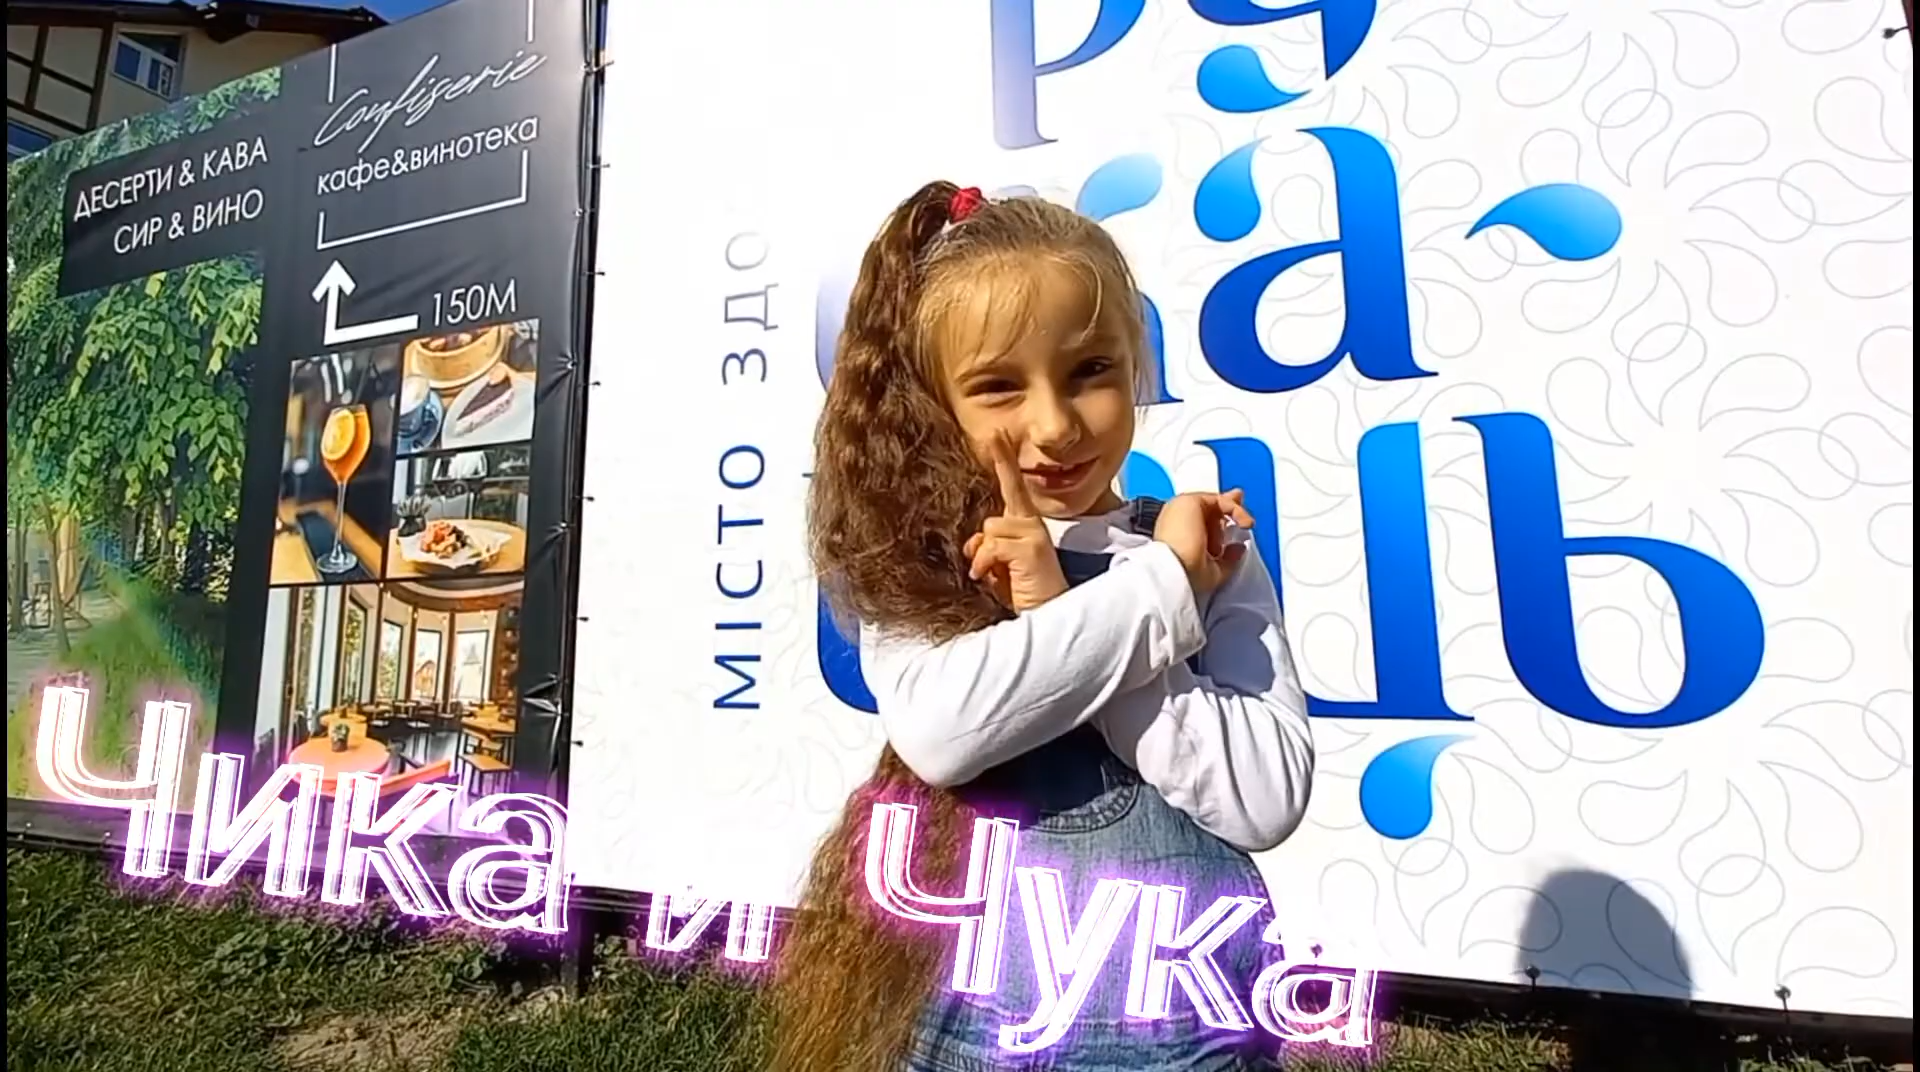 Confiserie
кафе&винотека
ДЕСЕРТИ & КАВА
СИР & ВИНО
150М
МІСТО ЗДО
Чика и Чука